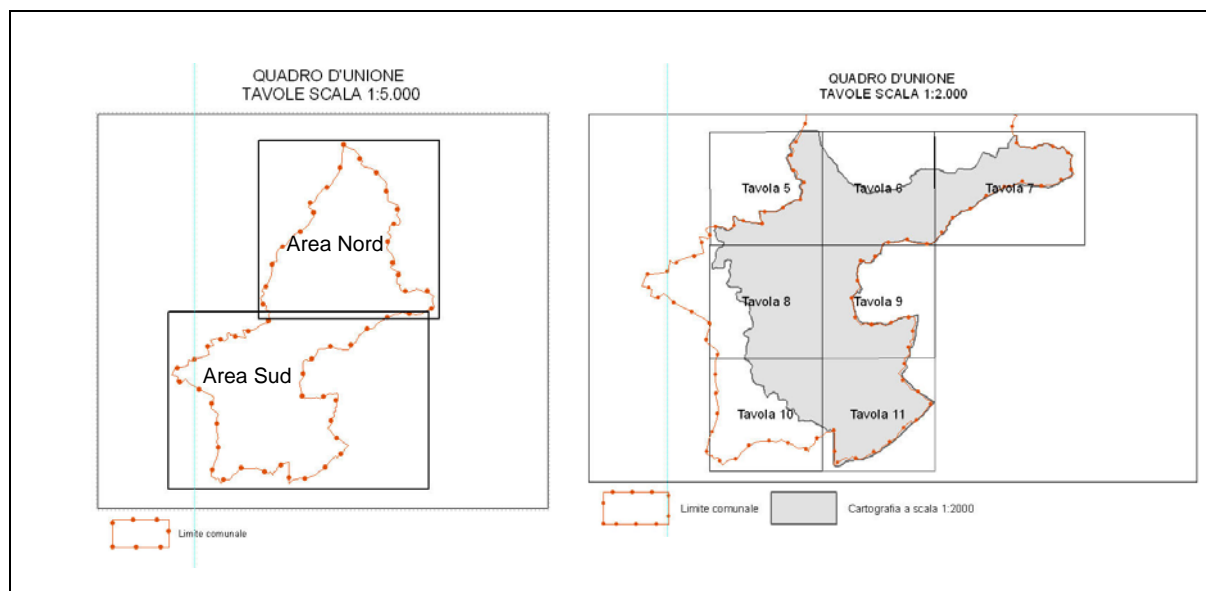 QUADRO D'UNIONE
TAVOLE SCALA 1:5.000
Area Nord
Area Sud
Limite comunale
QUADRO D'UNIONE
TAVOLE SCALA 1:2.000
Tavola 5
Tavola 6
Tavola 7
Tavola 8
Tavola 9
Tavola 10
Tavola 11
Limite comunale
Cartografia a scala 1:2000